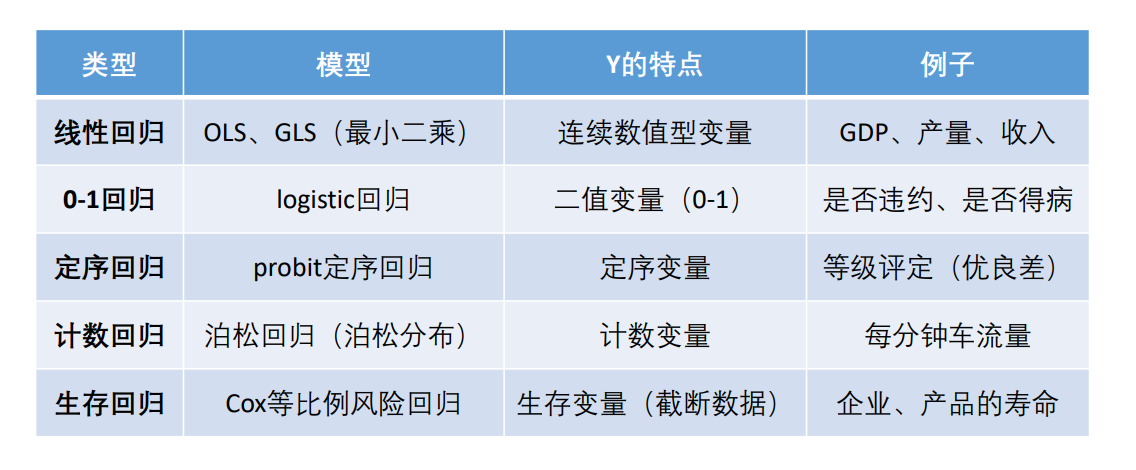 类型 模型 Y的特点 例子
线性回归 OLS、GLS（最小二乘） 连续数值型变量 GDP、产量、收入
0-1回归 logistic回归 二值变量（0-1） 是否违约、是否得病
定序回归 probit定序回归 定序变量 等级评定（优良差）
计数回归 泊松回归（泊松分布） 计数变量 每分钟车流量
生存回归 Cox等比例风险回归 生存变量（截断数据） 企业、产品的寿命